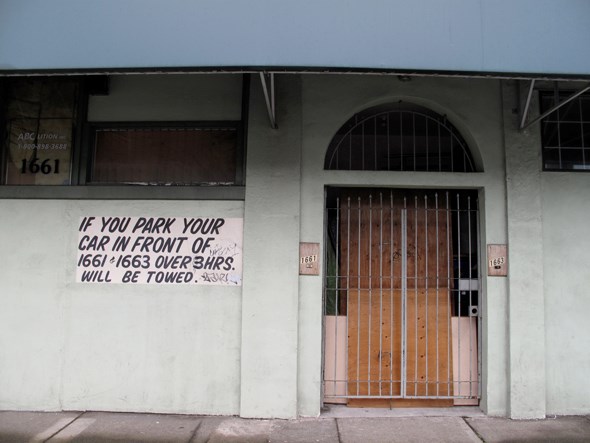 1661
IF YOU PARK YOUR
CAR IN FRONT OF
1661 & 1663 OVER 3HRS.
WILL BE TOWED.
1661
1663